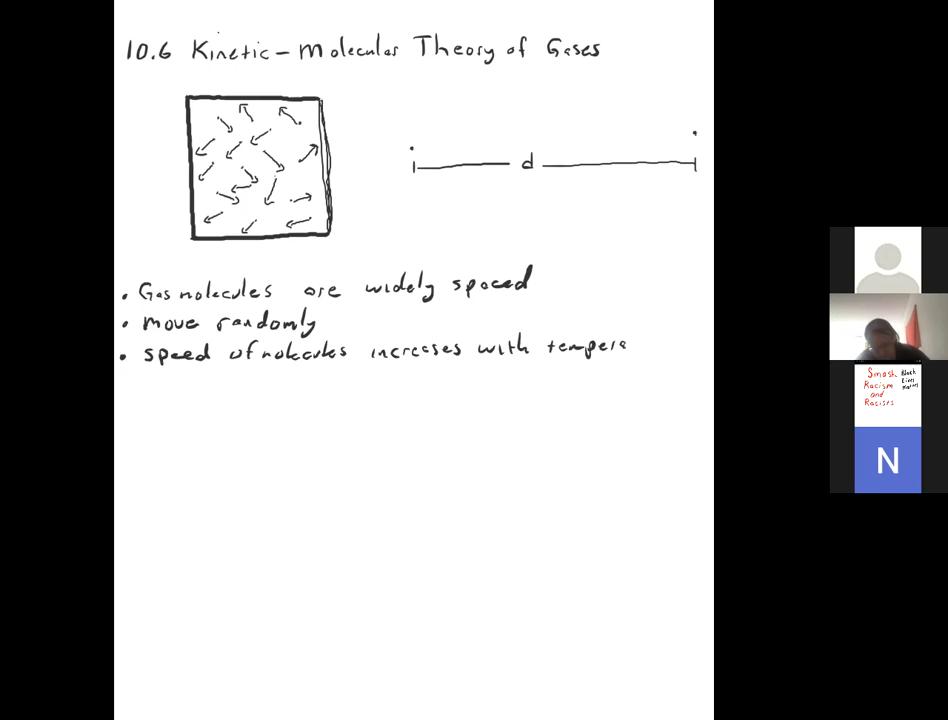 10.6 Kinetic-Molecular Theory of Gases
d
• Gas molecules are widely spaced
• move randomly
• speed of molecules increases with tempera
Smash
Racism
and
Racists
Black
Lives
Matter
N